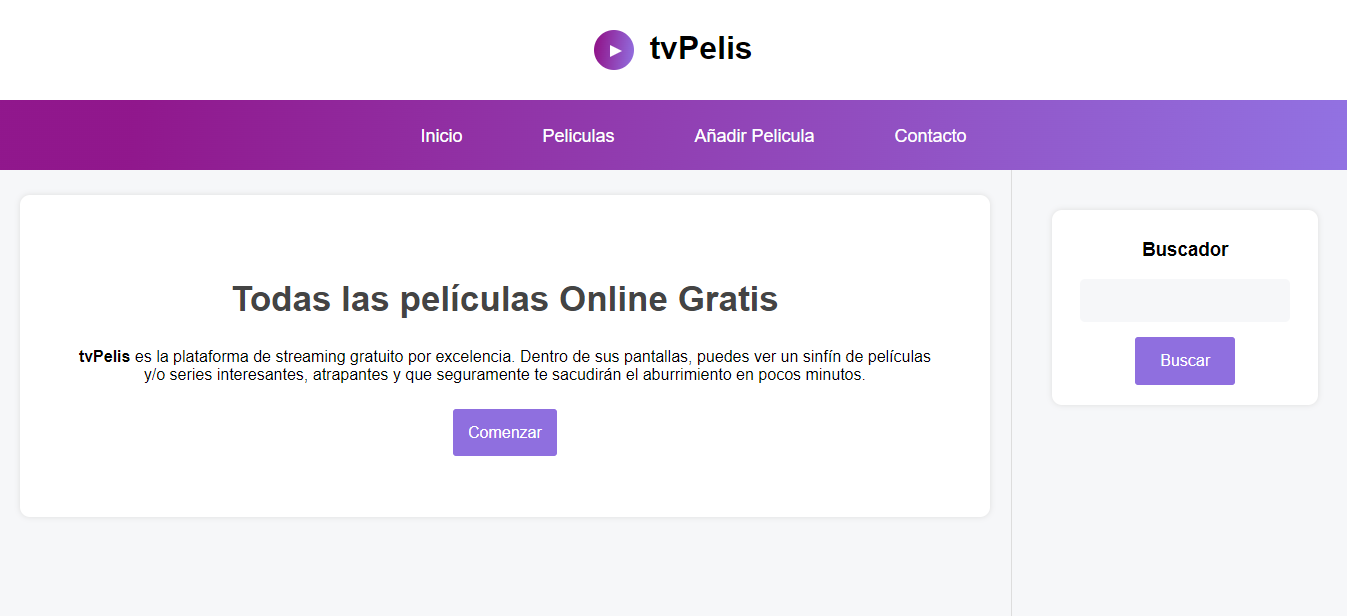 tvPelis
Inicio Peliculas Añadir Pelicula Contacto
Todas las películas Online Gratis
tvPelis es la plataforma de streaming gratuito por excelencia. Dentro de sus pantallas, puedes ver un sinfín de películas
y/o series interesantes, atrapantes y que seguramente te sacudirán el aburrimiento en pocos minutos.
Comenzar
Buscador
Buscar